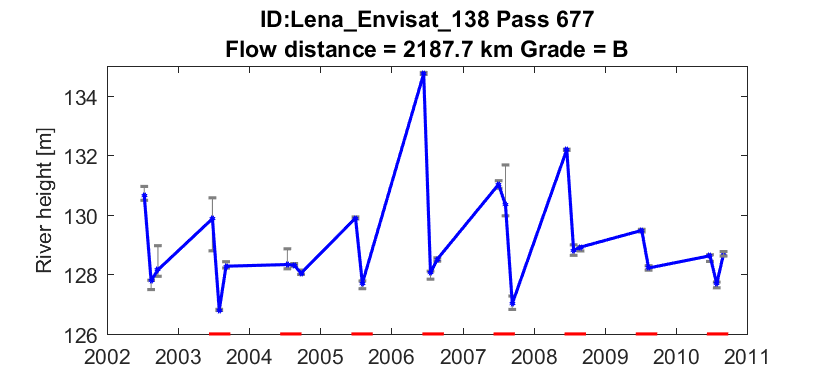 ID:Lena_Envisat_138 Pass 677
Flow distance = 2187.7 km Grade = B
River height [m]
134
132
130
128
126
2002 2003 2004 2005 2006 2007 2008 2009 2010 2011